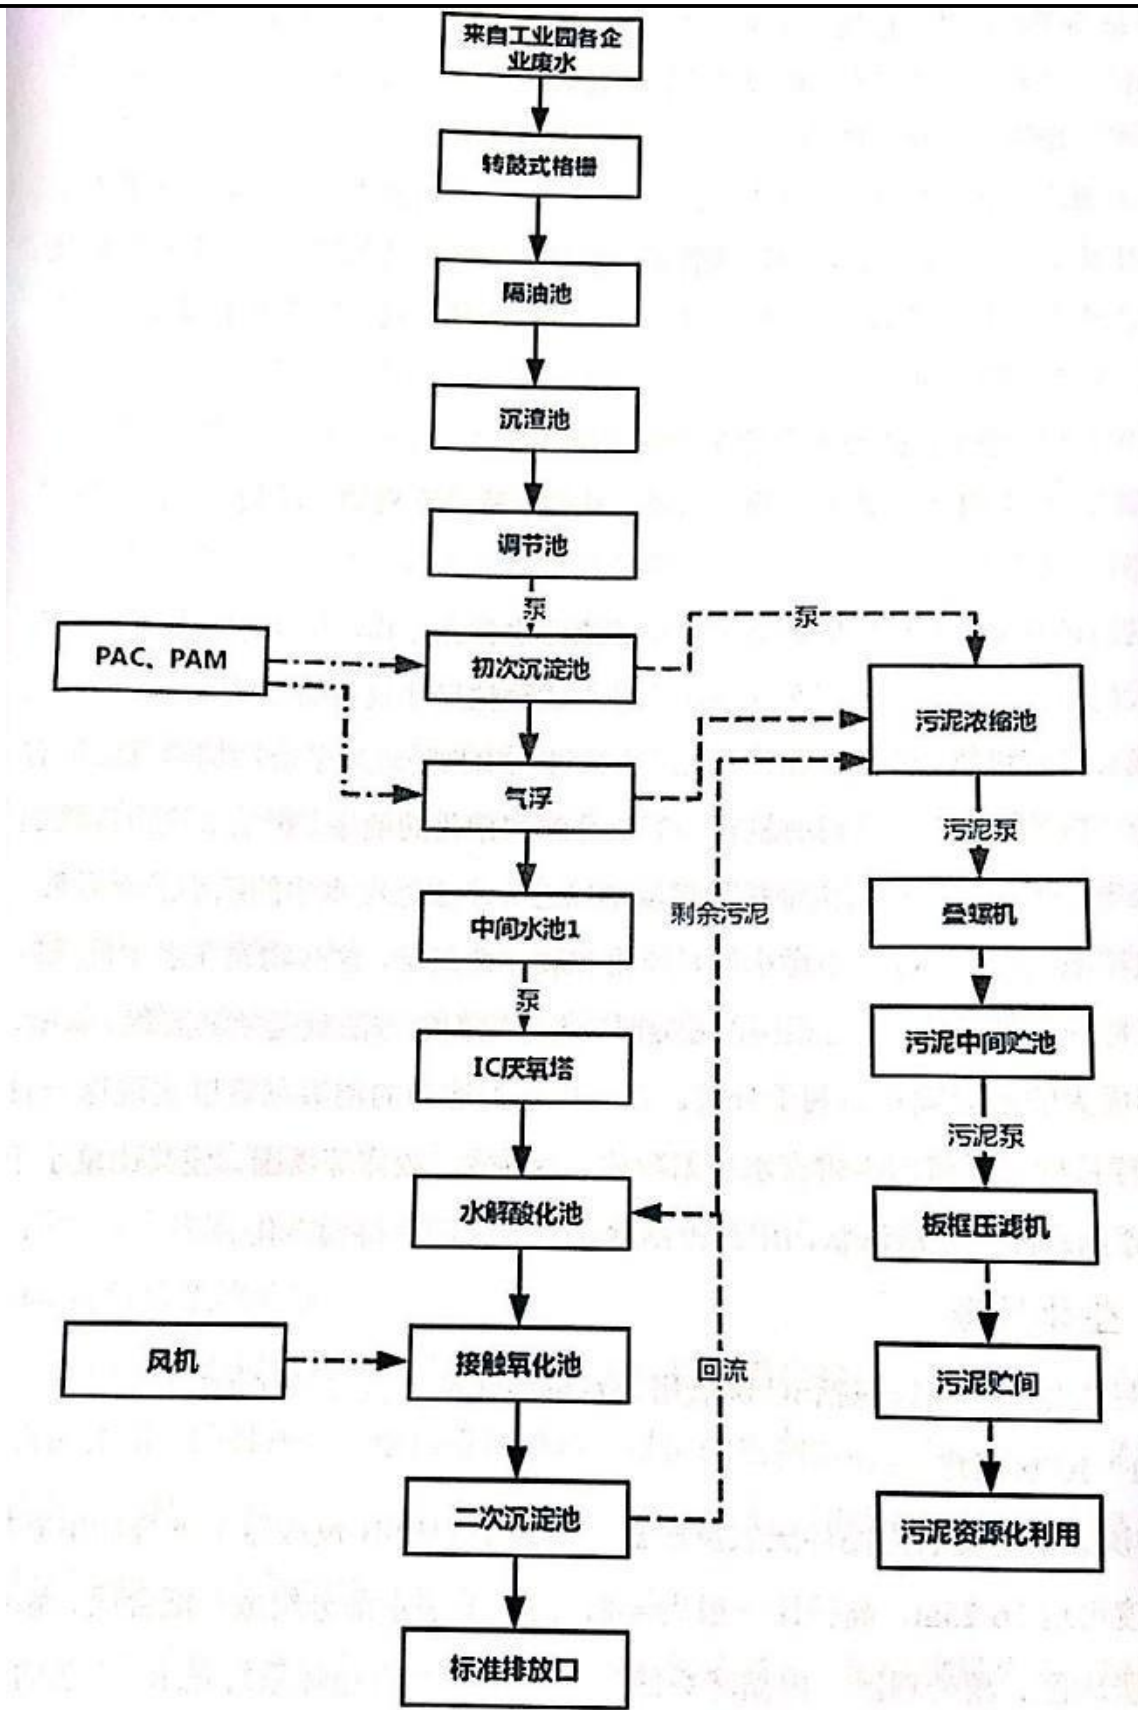 来自工业园各企
业废水
转鼓式格栅
隔油池
沉渣池
调节池
泵
泵
PAC、PAM
初次沉淀池
污泥浓缩池
气浮
污泥泵
中间水池1
剩余污泥
叠螺机
泵
IC厌氧塔
污泥中间贮池
污泥泵
水解酸化池
板框压滤机
风机
接触氧化池
回流
污泥贮间
二次沉淀池
污泥资源化利用
标准排放口